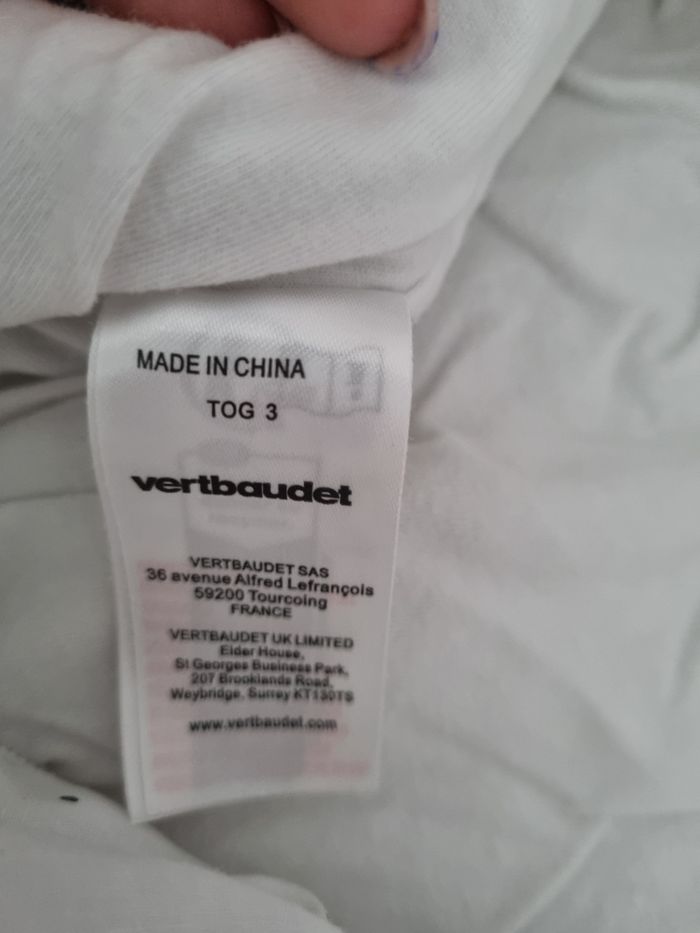 MADE IN CHINA
TOG 3
vertbaudet
VERTBAUDET SAS
36 avenue Alfred Lefrançois
59200 Tourcoing
FRANCE
VERTBAUDET UK LIMITED
Elder House,
St Georges Business Park,
207 Brooklands Road,
Weybridge, Surrey KT130TS
www.vertbaudet.com